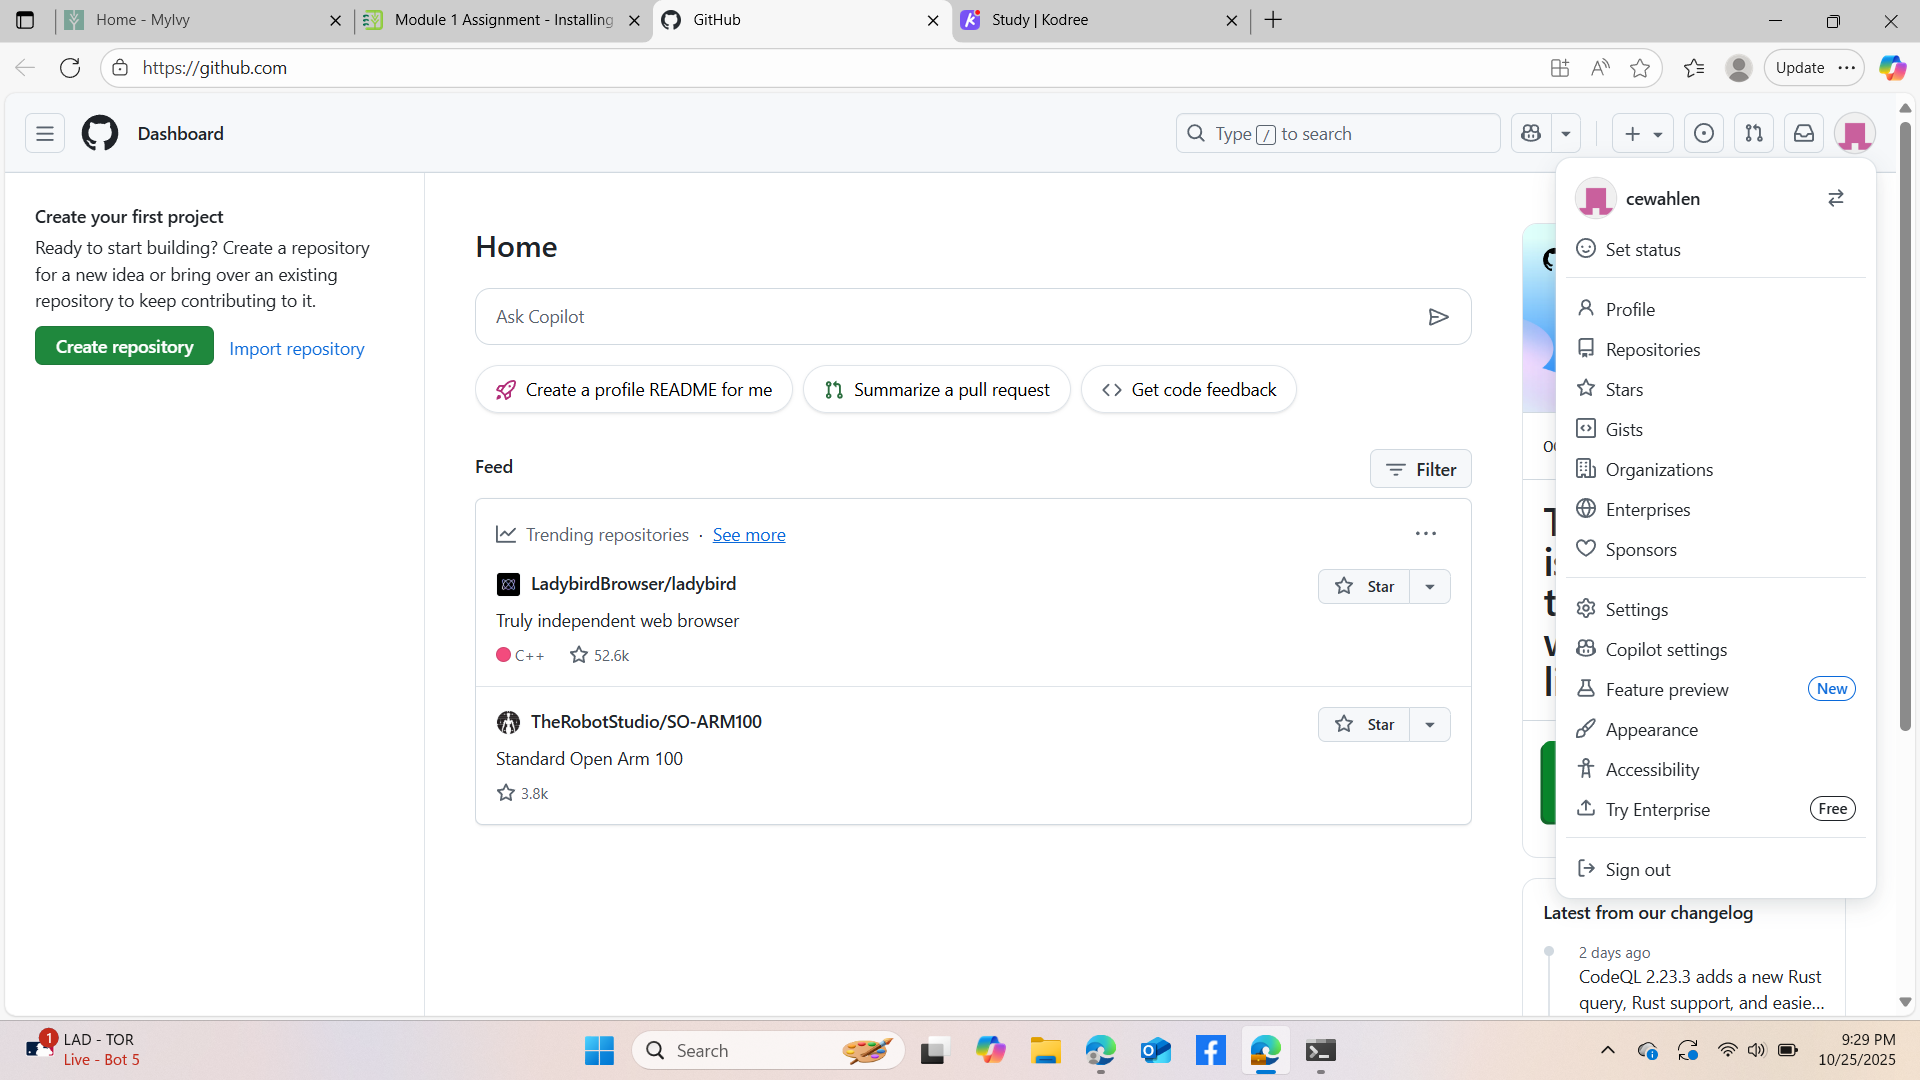 Home - MyIvy
Module 1 Assignment - Installing
GitHub
Study | Kodree
https://github.com
Update
Dashboard
Type / to search
Create your first project
Ready to start building? Create a repository
for a new idea or bring over an existing
repository to keep contributing to it.
Create repository
Import repository
Home
Ask Copilot
Create a profile README for me
Summarize a pull request
Get code feedback
Feed
Filter
Trending repositories · See more
LadybirdBrowser/ladybird
Star
Truly independent web browser
C++
52.6k
TheRobotStudio/SO-ARM100
Star
Standard Open Arm 100
3.8k
cewahlen
Set status
Profile
Repositories
Stars
Gists
Organizations
Enterprises
Sponsors
Settings
Copilot settings
Feature preview
New
Appearance
Accessibility
Try Enterprise
Free
Sign out
Latest from our changelog
2 days ago
CodeQL 2.23.3 adds a new Rust
query, Rust support, and easie...
1
LAD - TOR
Live - Bot 5
Search
9:29 PM
10/25/2025